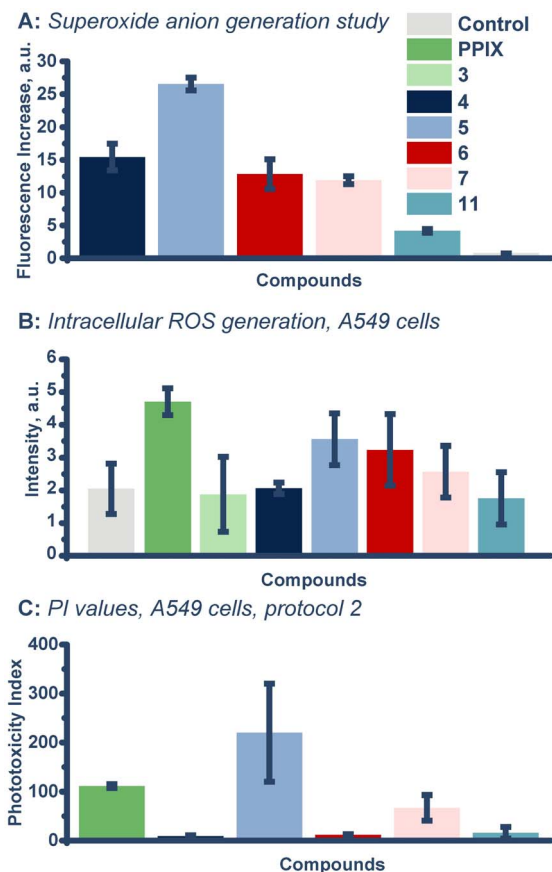 A: Superoxide anion generation study
Fluorescence Increase, a.u.
30
25
20
15
10
5
0
Compounds
Control
PPIX
3
4
5
6
7
11
B: Intracellular ROS generation, A549 cells
Intensity, a.u.
6
5
4
3
2
1
0
Compounds
C: PI values, A549 cells, protocol 2
Phototoxicity Index
400
300
200
100
0
Compounds